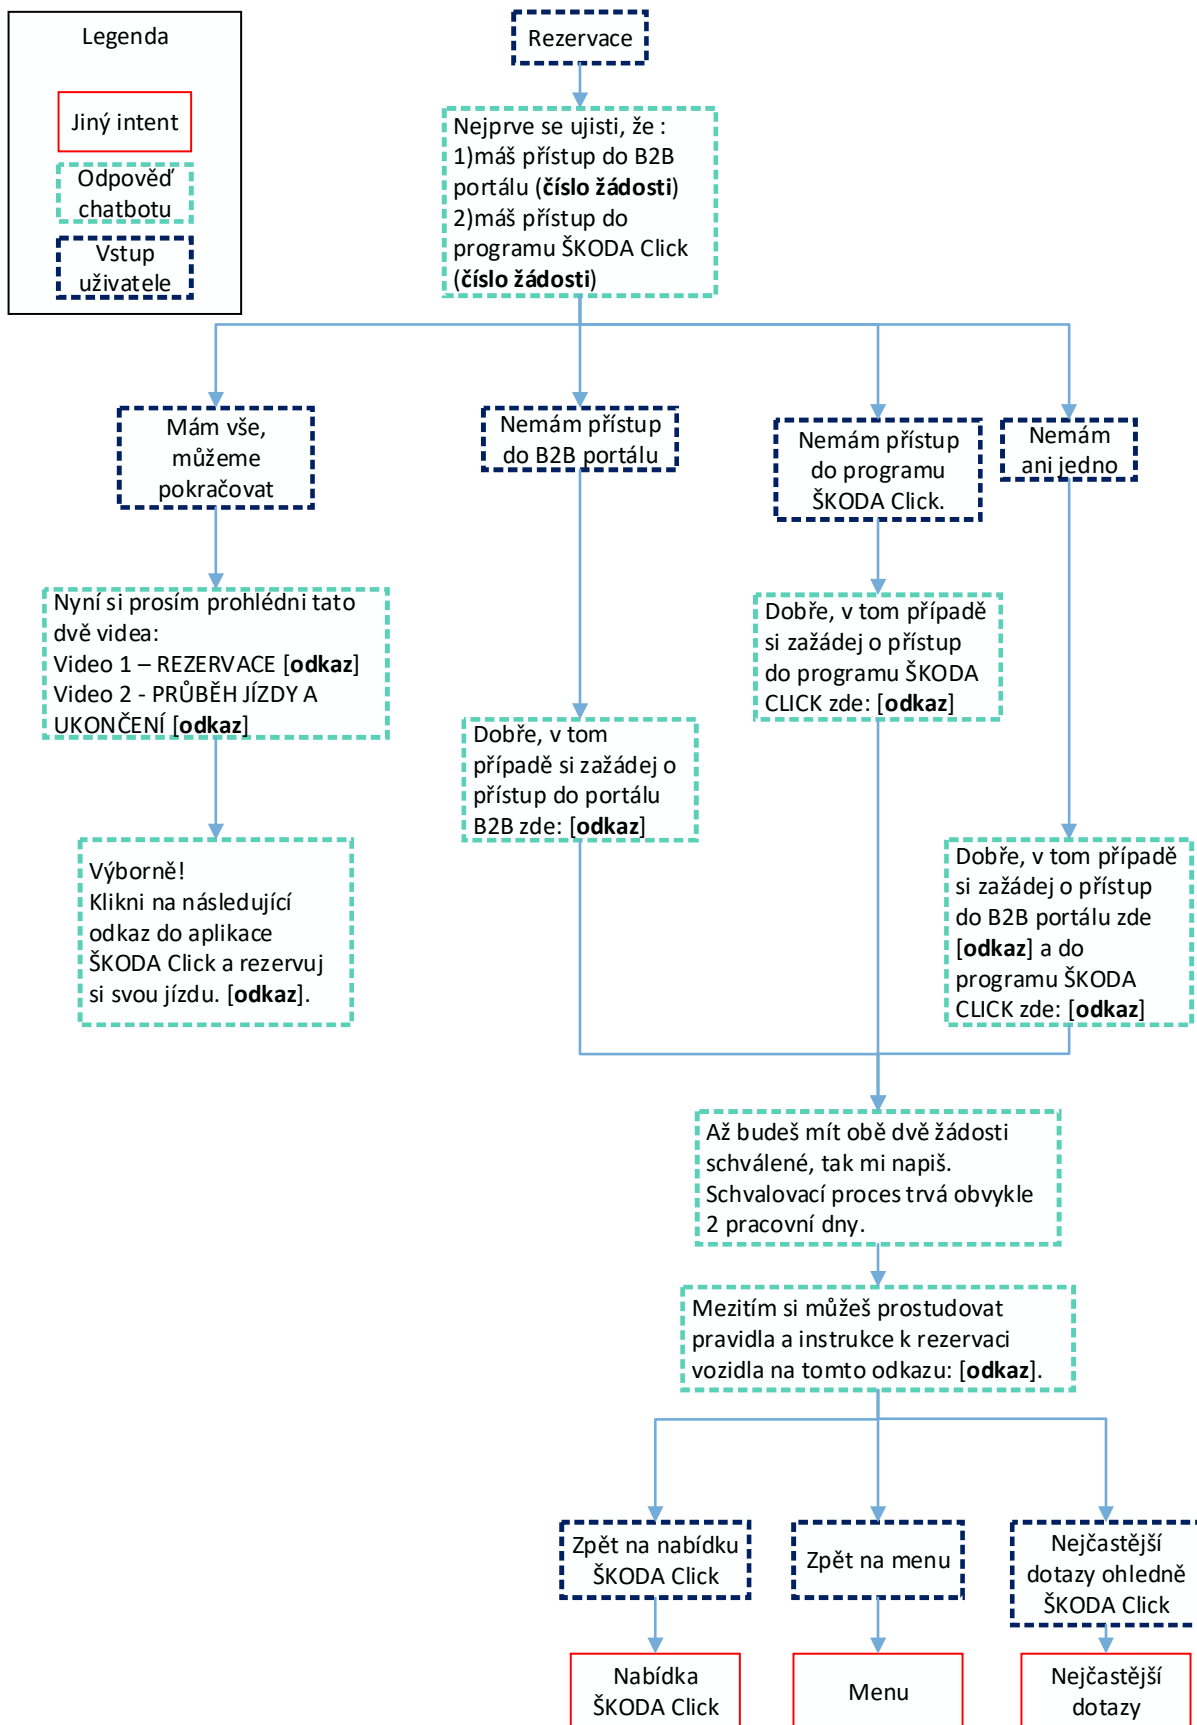 Legenda
Jiný intent
Odpověď
chatbotu
Vstup
uživatele
Rezervace
Nejprve se ujisti, že :
1)máš přístup do B2B
portálu (číslo žádosti)
2)máš přístup do
programu ŠKODA Click
(číslo žádosti)
Mám vše,
můžeme
pokračovat
Nemám přístup
do B2B portálu
Nemám přístup
do programu
ŠKODA Click.
Nemám
ani jedno
Nyní si prosím prohlédni tato
dvě videa:
Video 1 – REZERVACE [odkaz]
Video 2 - PRŮBĚH JÍZDY A
UKONČENÍ [odkaz]
Dobře, v tom případě
si zažádej o přístup
do programu ŠKODA
CLICK zde: [odkaz]
Dobře, v tom
případě si zažádej o
přístup do portálu
B2B zde: [odkaz]
Výborně!
Klikni na následující
odkaz do aplikace
ŠKODA Click a rezervuj
si svou jízdu. [odkaz].
Dobře, v tom případě
si zažádej o přístup
do B2B portálu zde
[odkaz] a do
programu ŠKODA
CLICK zde: [odkaz]
Až budeš mít obě dvě žádosti
schválené, tak mi napiš.
Schvalovací proces trvá obvykle
2 pracovní dny.
Mezitím si můžeš prostudovat
pravidla a instrukce k rezervaci
vozidla na tomto odkazu: [odkaz].
Zpět na nabídku
ŠKODA Click
Zpět na menu
Nejčastější
dotazy ohledně
ŠKODA Click
Nabídka
ŠKODA Click
Menu
Nejčastější
dotazy